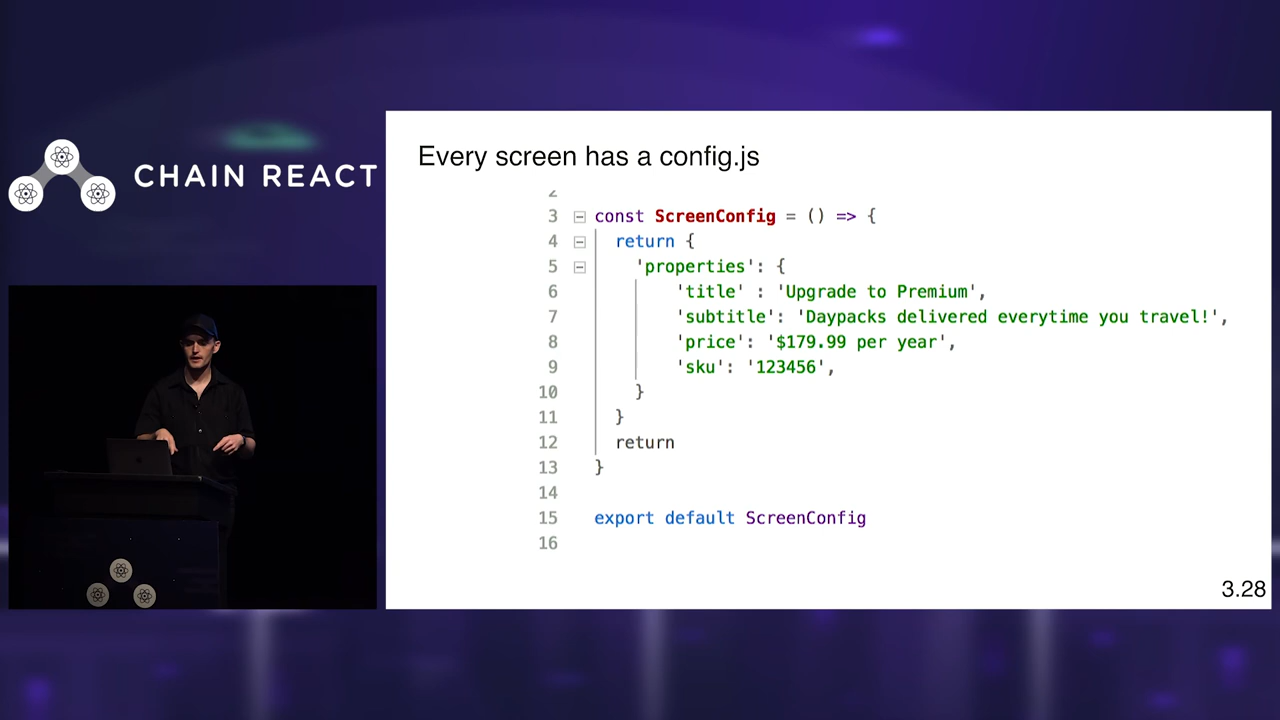 CHAIN REACT
Every screen has a config.js
2
3 const ScreenConfig = () => {
4 return {
5 'properties': {
6 'title' : 'Upgrade to Premium',
7 'subtitle': 'Daypacks delivered everytime you travel!',
8 'price': '$179.99 per year',
9 'sku': '123456',
10 }
11 }
12 return
13 }
14
15 export default ScreenConfig
16
3.28